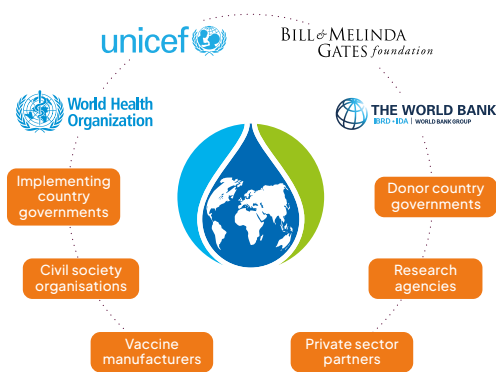 unicef
BILL & MELINDA
GATES foundation
World Health
Organization
THE WORLD BANK
IBRD • IDA | WORLD BANK GROUP
Implementing
country
governments
Donor country
governments
Civil society
organisations
Research
agencies
Vaccine
manufacturers
Private sector
partners